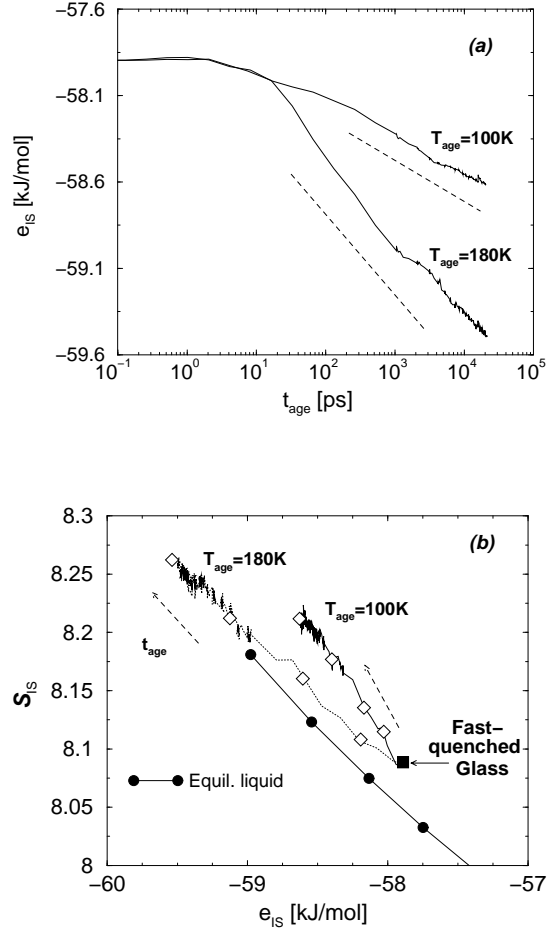 −57.6
(a)
−58.1
T_age=100K
e_IS [kJ/mol]
−58.6
−59.1
T_age=180K
−59.6
10^−1 10^0 10^1 10^2 10^3 10^4 10^5
t_age [ps]
8.3
(b)
T_age=180K
8.25
T_age=100K
8.2
t_age
S_IS
8.15
Fast−
quenched
Glass
8.1
Equil. liquid
8.05
8
−60 −59 −58 −57
e_IS [kJ/mol]